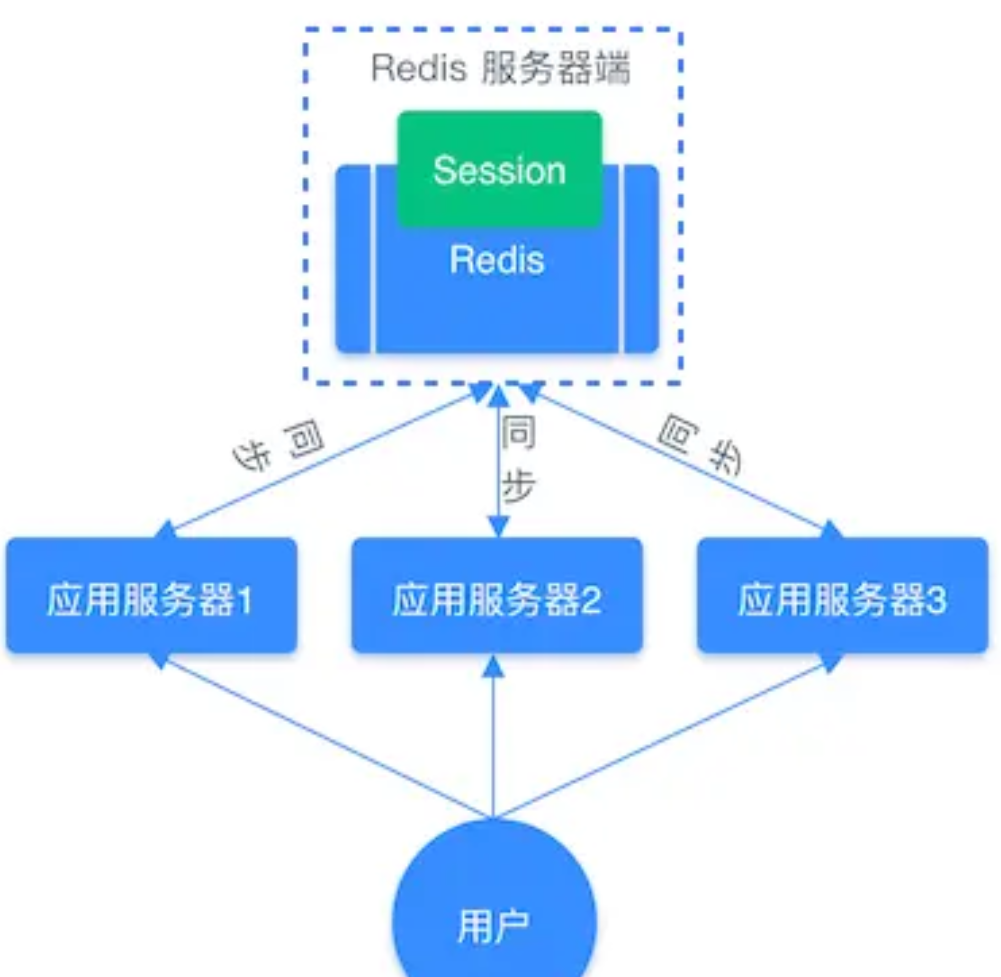 Redis 服务器端
Session
Redis
同步
同步
同步
应用服务器1
应用服务器2
应用服务器3
用户